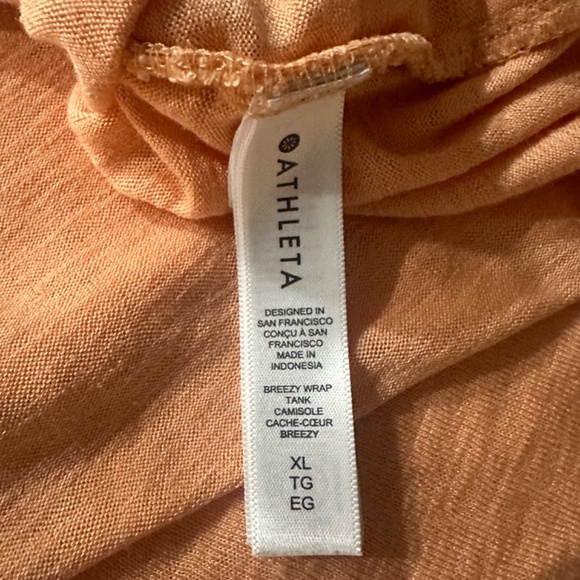 ATHLETA
DESIGNED IN
SAN FRANCISCO
CONÇU À SAN
FRANCISCO
MADE IN
INDONESIA
BREEZY WRAP
TANK
CAMISOLE
CACHE-CŒUR
BREEZY
XL
TG
EG